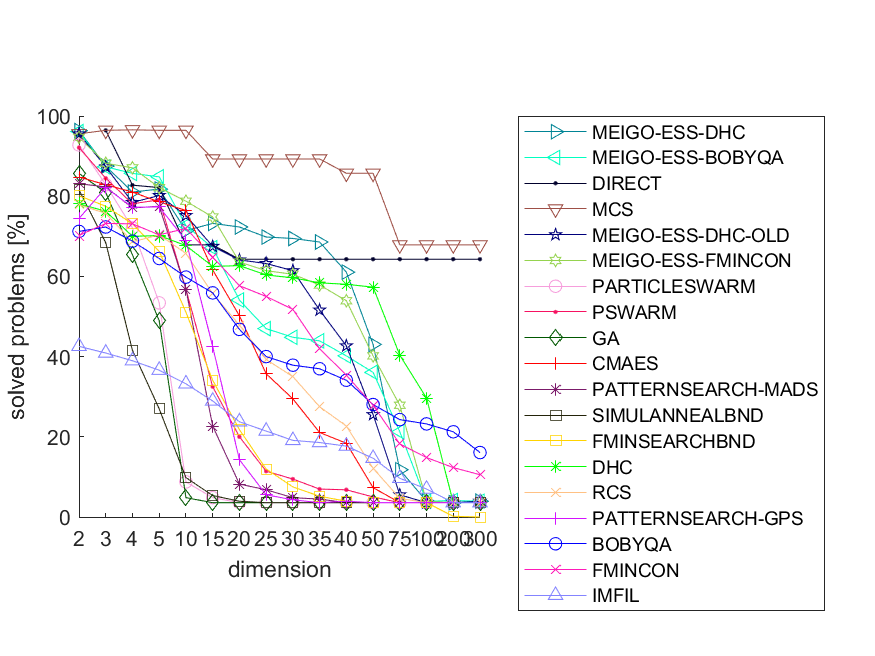 100
80
60
40
20
0
solved problems [%]
2 3 4 5 10 15 20 25 30 35 40 50 75 100 200 300
dimension
MEIGO-ESS-DHC
MEIGO-ESS-BOBYQA
DIRECT
MCS
MEIGO-ESS-DHC-OLD
MEIGO-ESS-FMINCON
PARTICLESWARM
PSWARM
GA
CMAES
PATTERNSEARCH-MADS
SIMULANNEALBND
FMINSEARCHBND
DHC
RCS
PATTERNSEARCH-GPS
BOBYQA
FMINCON
IMFIL